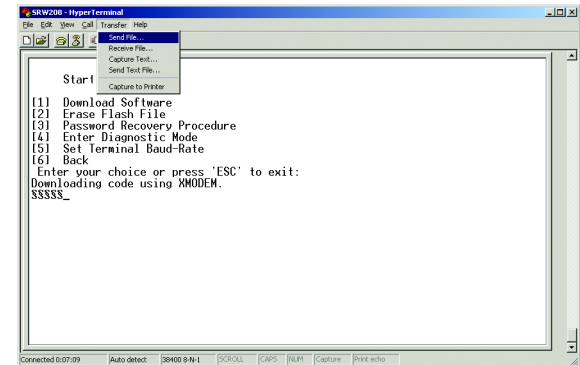 SRW208 - HyperTerminal
File Edit View Call Transfer Help
Send File...
Receive File...
Capture Text...
Send Text File...
Capture to Printer
Start
[1] Download Software
[2] Erase Flash File
[3] Password Recovery Procedure
[4] Enter Diagnostic Mode
[5] Set Terminal Baud-Rate
[6] Back
Enter your choice or press 'ESC' to exit:
Downloading code using XMODEM.
§§§§§_
Connected 0:07:09 Auto detect 38400 8-N-1 SCROLL CAPS NUM Capture Print echo